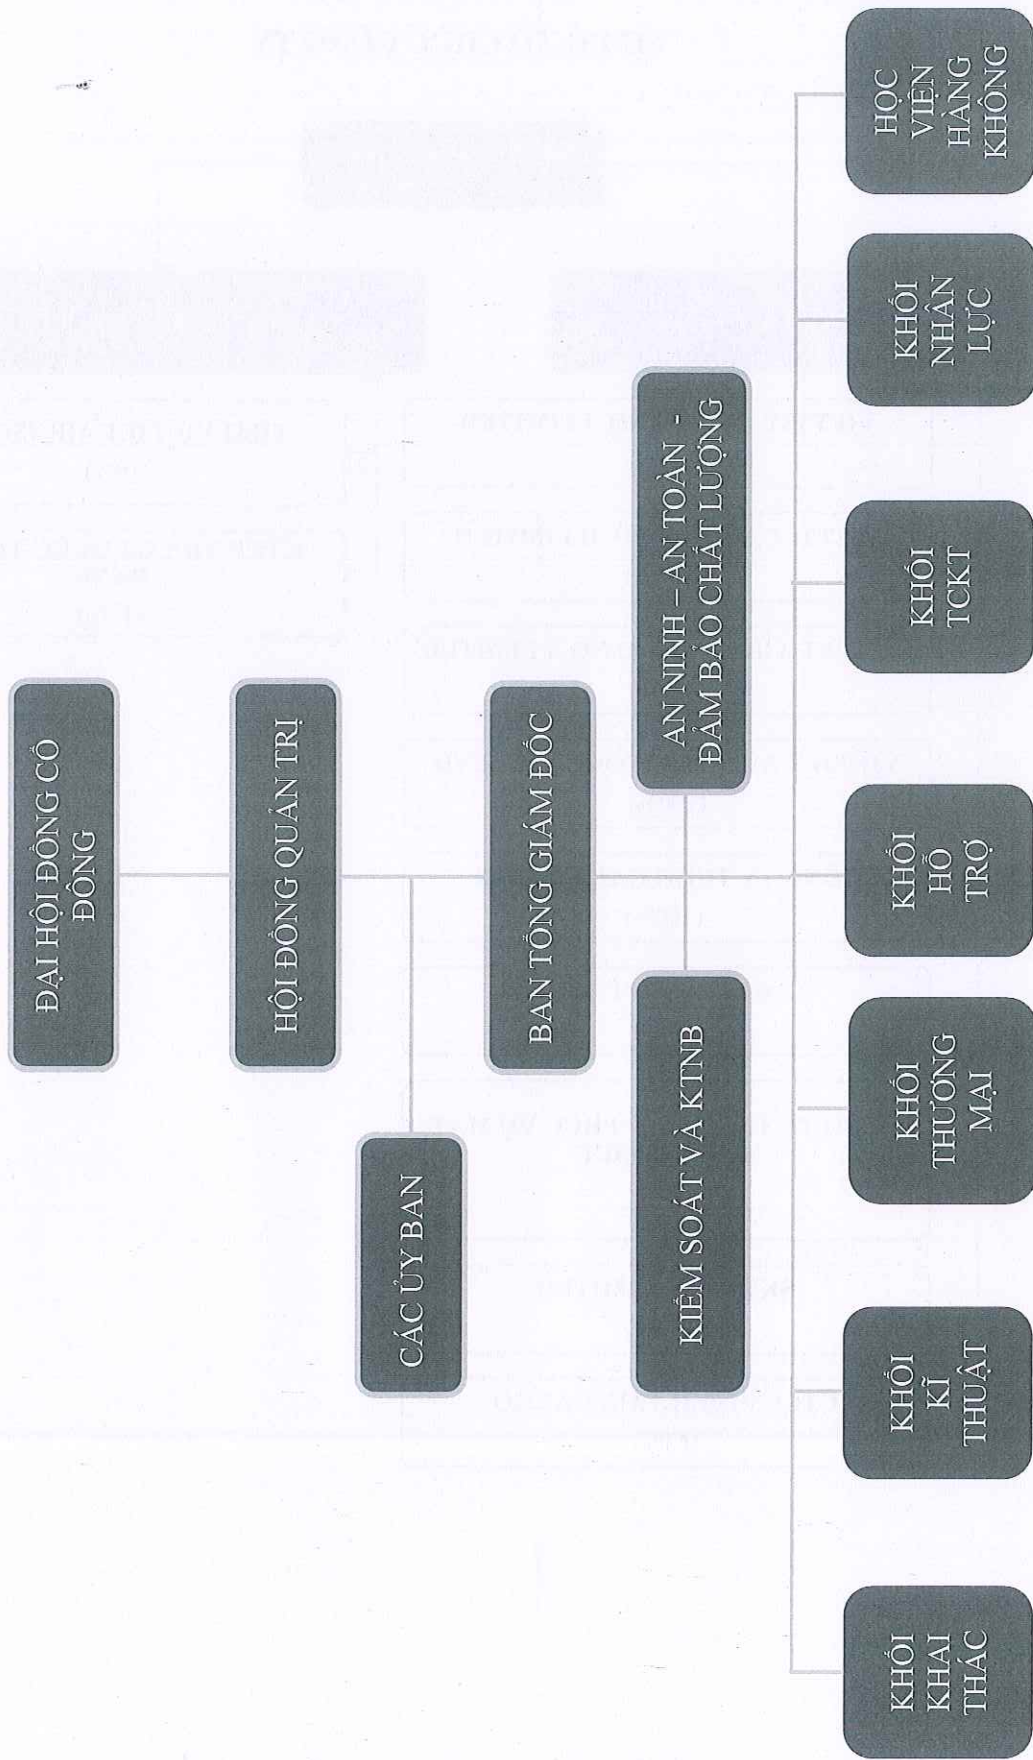 ĐẠI HỘI ĐỒNG CỔ
ĐÔNG
HỘI ĐỒNG QUẢN TRỊ
CÁC ỦY BAN
BAN TỔNG GIÁM ĐỐC
KIỂM SOÁT VÀ KTNB
AN NINH – AN TOÀN -
ĐẢM BẢO CHẤT LƯỢNG
KHỐI
KHAI
THÁC
KHỐI
KĨ
THUẬT
KHỐI
THƯƠNG
MẠI
KHỐI
HỖ
TRỢ
KHỐI
TCKT
KHỐI
NHÂN
LỰC
HỌC
VIỆN
HÀNG
KHÔNG